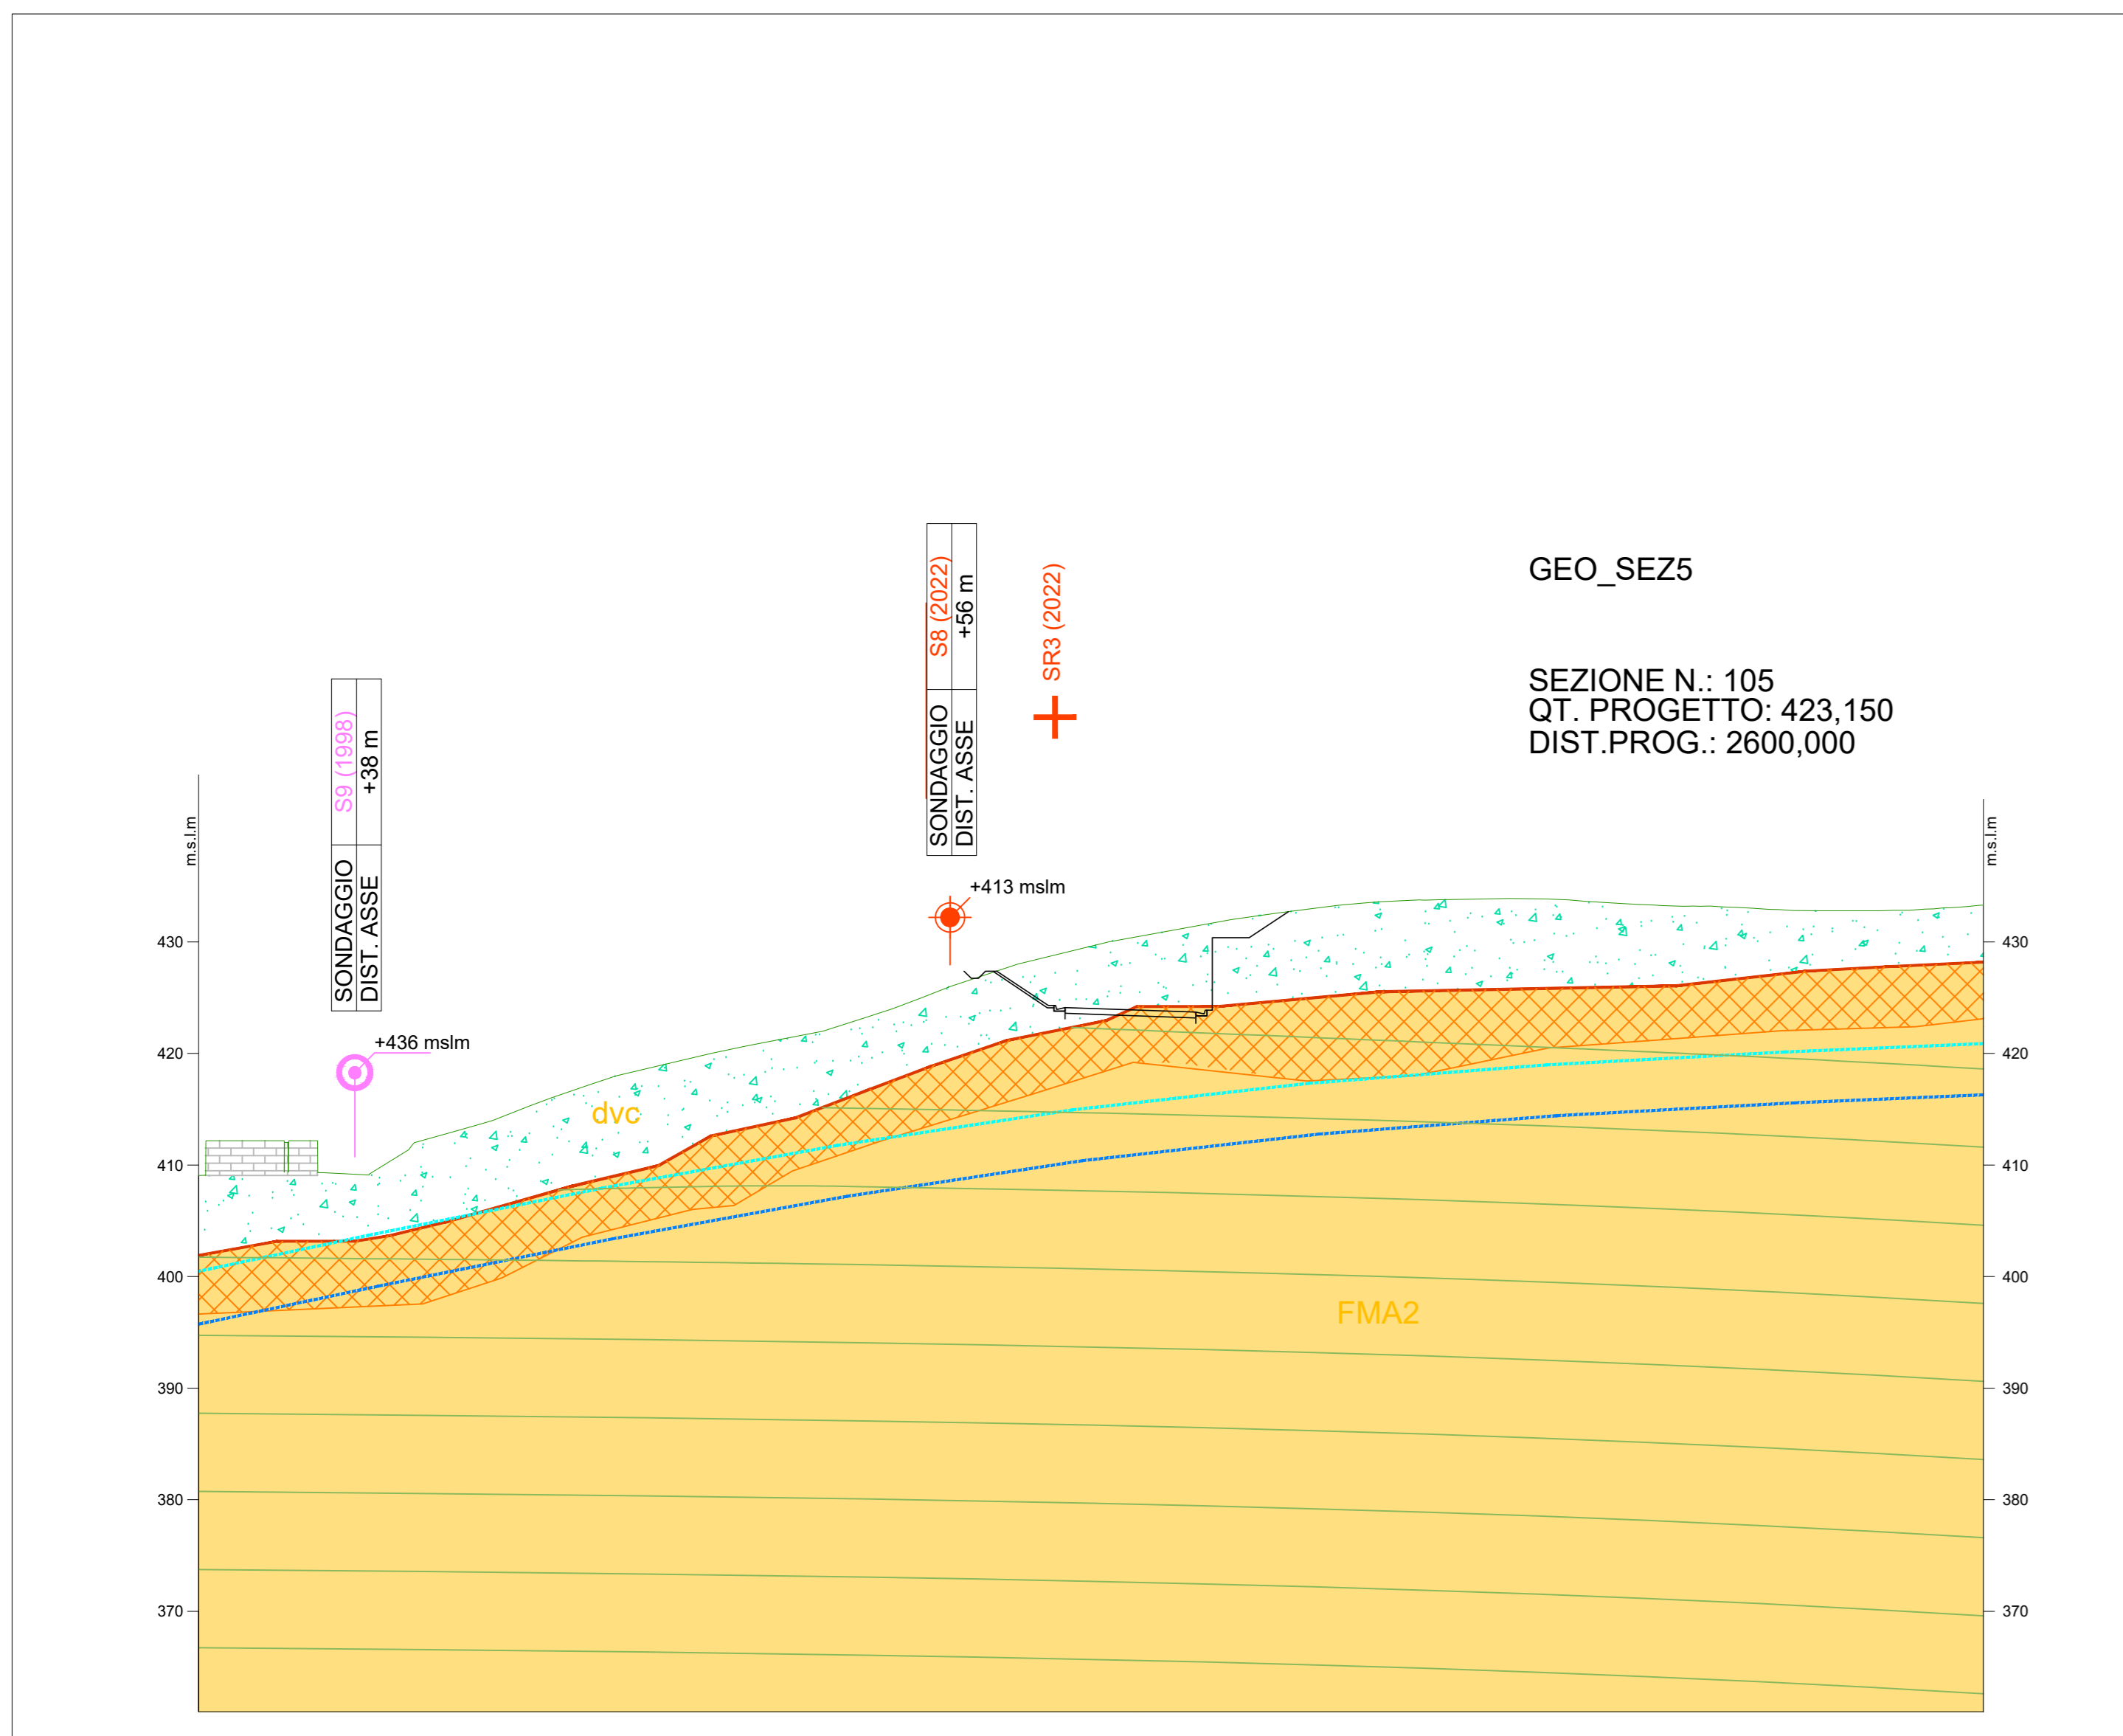 GEO_SEZ5
SEZIONE N.: 105
QT. PROGETTO: 423,150
DIST.PROG.: 2600,000
SONDAGGIO S8 (2022)
DIST. ASSE +56 m
SR3 (2022)
+413 mslm
SONDAGGIO S9 (1998)
DIST. ASSE +38 m
+436 mslm
m.s.l.m
430
420
410
400
390
380
370
m.s.l.m
430
420
410
400
390
380
370
dvc
FMA2